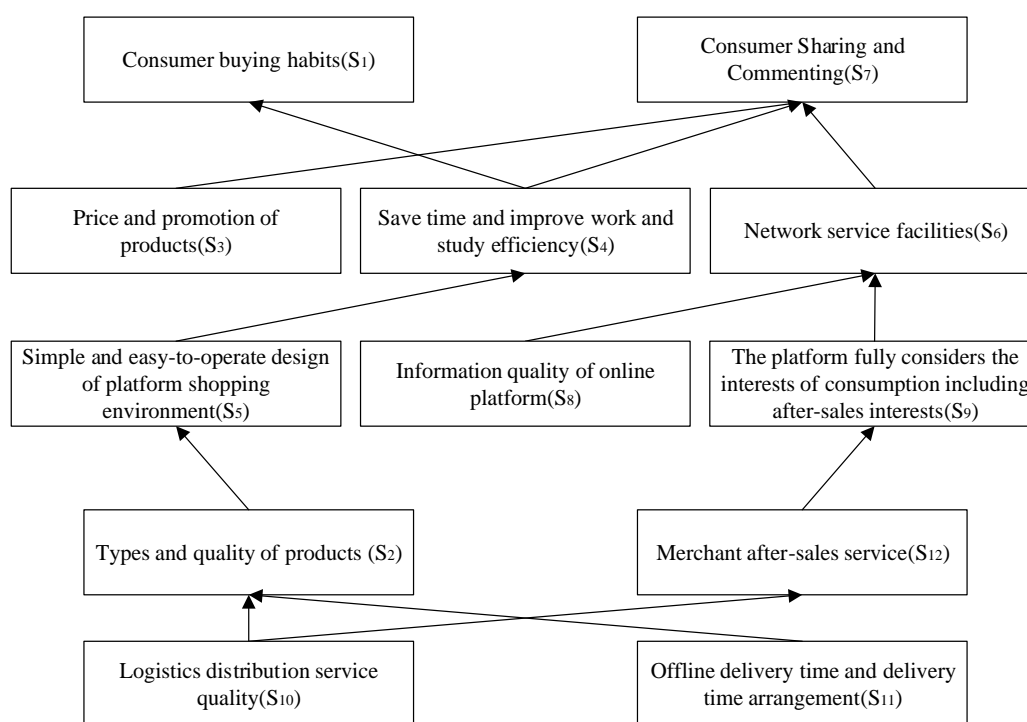 Consumer buying habits(S1)
Consumer Sharing and
Commenting(S7)
Price and promotion of
products(S3)
Save time and improve work and
study efficiency(S4)
Network service facilities(S6)
Simple and easy-to-operate design
of platform shopping
environment(S5)
Information quality of online
platform(S8)
The platform fully considers the
interests of consumption including
after-sales interests(S9)
Types and quality of products (S2)
Merchant after-sales service(S12)
Logistics distribution service
quality(S10)
Offline delivery time and delivery
time arrangement(S11)